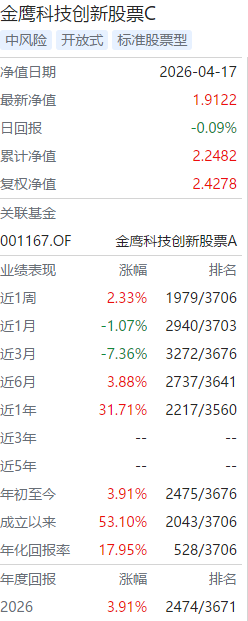 金鹰科技创新股票C
中风险 开放式 标准股票型
净值日期 2026-04-17
最新净值 1.9122
日回报 -0.09%
累计净值 2.2482
复权净值 2.4278
关联基金
001167.OF 金鹰科技创新股票A
业绩表现 涨幅 排名
近1周 2.33% 1979/3706
近1月 -1.07% 2940/3703
近3月 -7.36% 3272/3676
近6月 3.88% 2737/3641
近1年 31.71% 2217/3560
近3年 -- --
近5年 -- --
年初至今 3.91% 2475/3676
成立以来 53.10% 2043/3706
年化回报率 17.95% 528/3706
年度回报 涨幅 排名
2026 3.91% 2474/3671